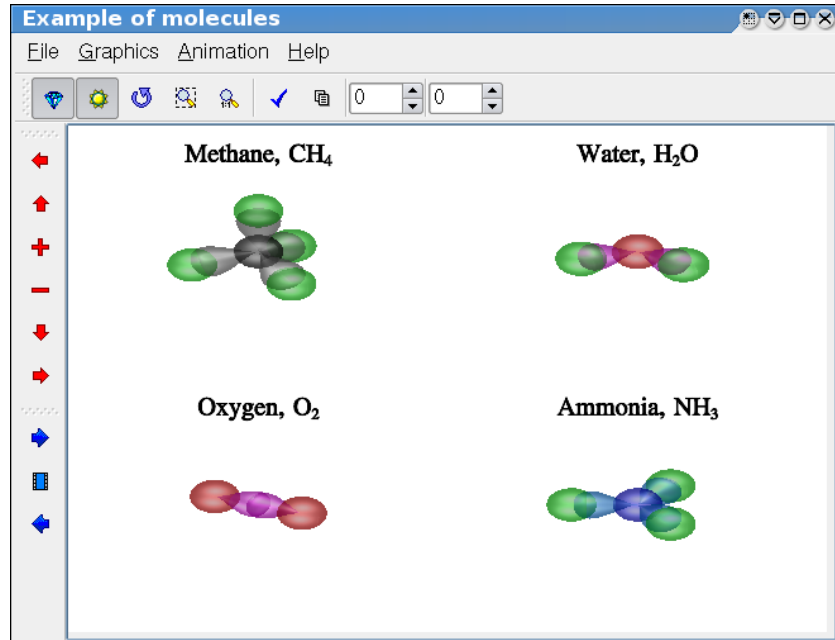 Example of molecules
File Graphics Animation Help
0 0
Methane, CH₄ Water, H₂O
Oxygen, O₂ Ammonia, NH₃